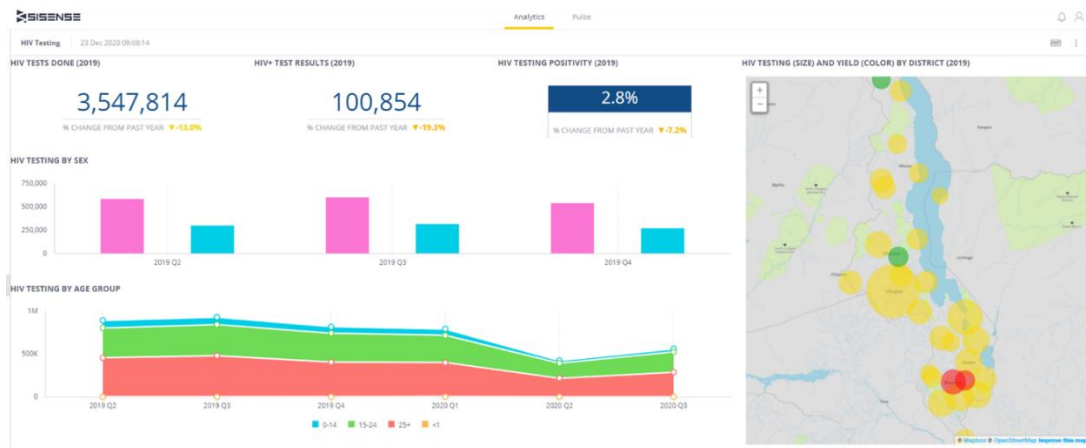 SISENSE
Analytics Pulse
HIV Testing 23 Dec 2020 09:08:14
HIV TESTS DONE (2019)
3,547,814
% CHANGE FROM PAST YEAR ▼-13.0%
HIV+ TEST RESULTS (2019)
100,854
% CHANGE FROM PAST YEAR ▼-19.3%
HIV TESTING POSITIVITY (2019)
2.8%
% CHANGE FROM PAST YEAR ▼-7.2%
HIV TESTING (SIZE) AND YIELD (COLOR) BY DISTRICT (2019)
+
−
HIV TESTING BY SEX
750,000
500,000
250,000
0
2019 Q2 2019 Q3 2019 Q4
HIV TESTING BY AGE GROUP
1M
500K
0
2019 Q2 2019 Q3 2019 Q4 2020 Q1 2020 Q2 2020 Q3
0-14 15-24 25+ <1
Mzuzu
Lilongwe
Lichinga
Chipata
© Mapbox © OpenStreetMap Improve this map